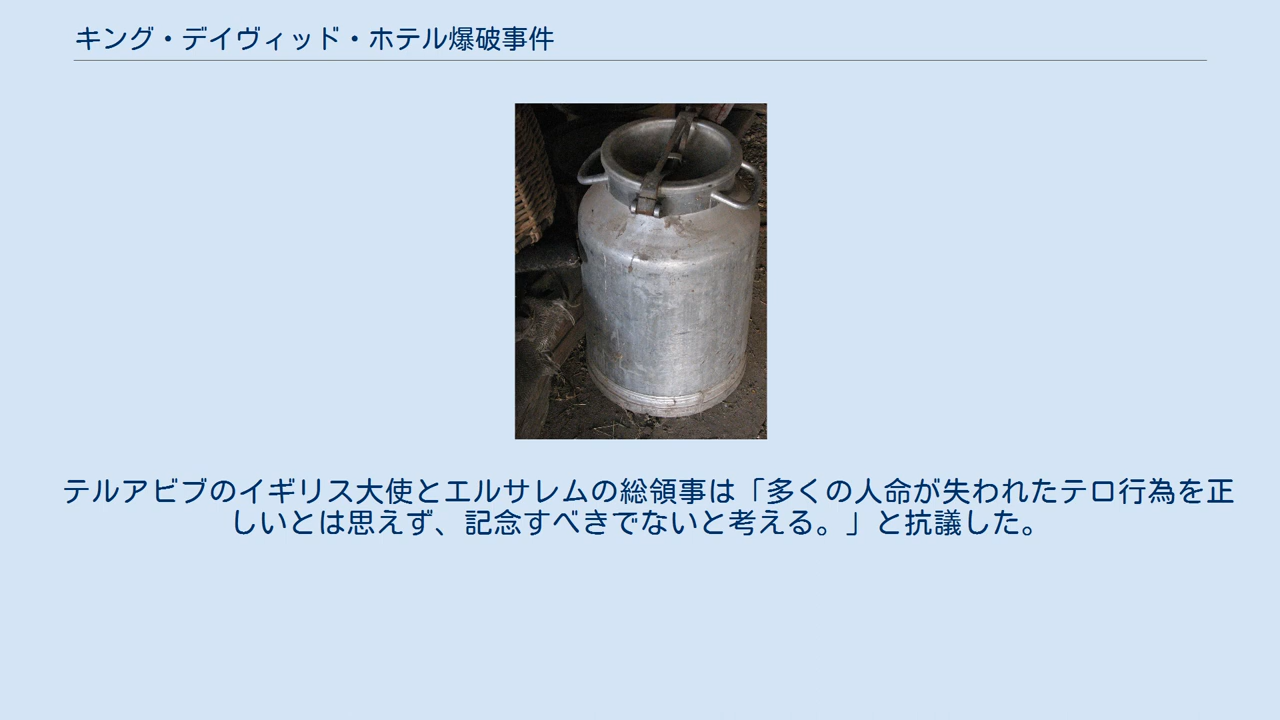 キング・デイヴィッド・ホテル爆破事件
テルアビブのイギリス大使とエルサレムの総領事は「多くの人命が失われたテロ行為を正
しいとは思えず、記念すべきでないと考える。」と抗議した。